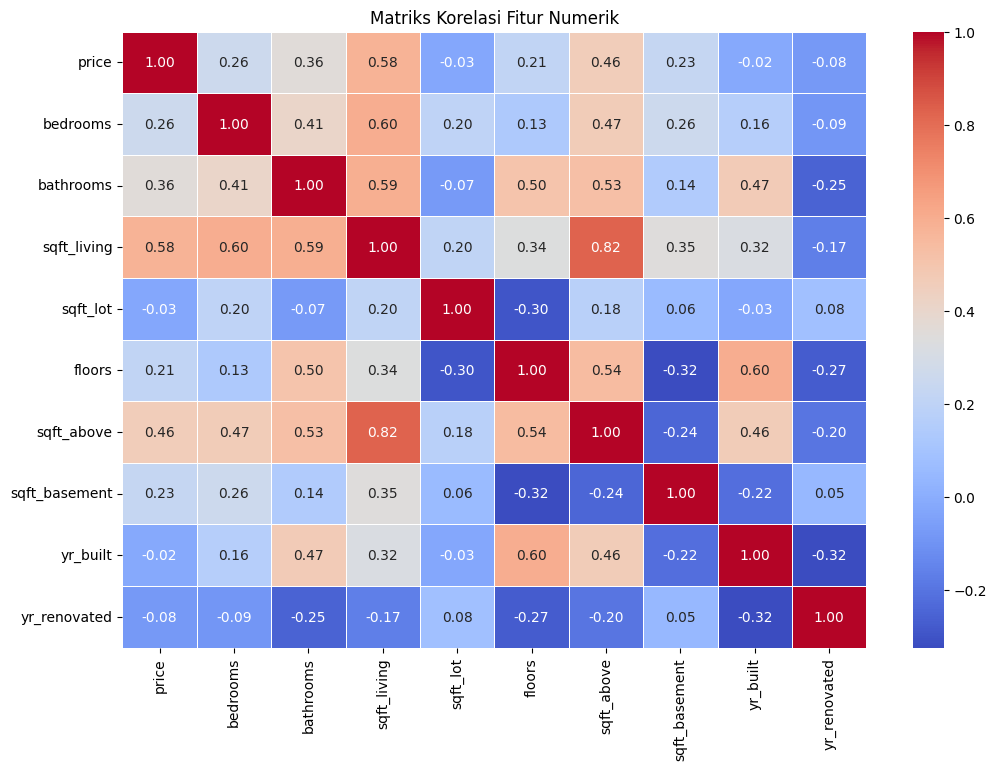 Matriks Korelasi Fitur Numerik
price 1.00 0.26 0.36 0.58 -0.03 0.21 0.46 0.23 -0.02 -0.08
bedrooms 0.26 1.00 0.41 0.60 0.20 0.13 0.47 0.26 0.16 -0.09
bathrooms 0.36 0.41 1.00 0.59 -0.07 0.50 0.53 0.14 0.47 -0.25
sqft_living 0.58 0.60 0.59 1.00 0.20 0.34 0.82 0.35 0.32 -0.17
sqft_lot -0.03 0.20 -0.07 0.20 1.00 -0.30 0.18 0.06 -0.03 0.08
floors 0.21 0.13 0.50 0.34 -0.30 1.00 0.54 -0.32 0.60 -0.27
sqft_above 0.46 0.47 0.53 0.82 0.18 0.54 1.00 -0.24 0.46 -0.20
sqft_basement 0.23 0.26 0.14 0.35 0.06 -0.32 -0.24 1.00 -0.22 0.05
yr_built -0.02 0.16 0.47 0.32 -0.03 0.60 0.46 -0.22 1.00 -0.32
yr_renovated -0.08 -0.09 -0.25 -0.17 0.08 -0.27 -0.20 0.05 -0.32 1.00
price bedrooms bathrooms sqft_living sqft_lot floors sqft_above sqft_basement yr_built yr_renovated
1.0
0.8
0.6
0.4
0.2
0.0
−0.2